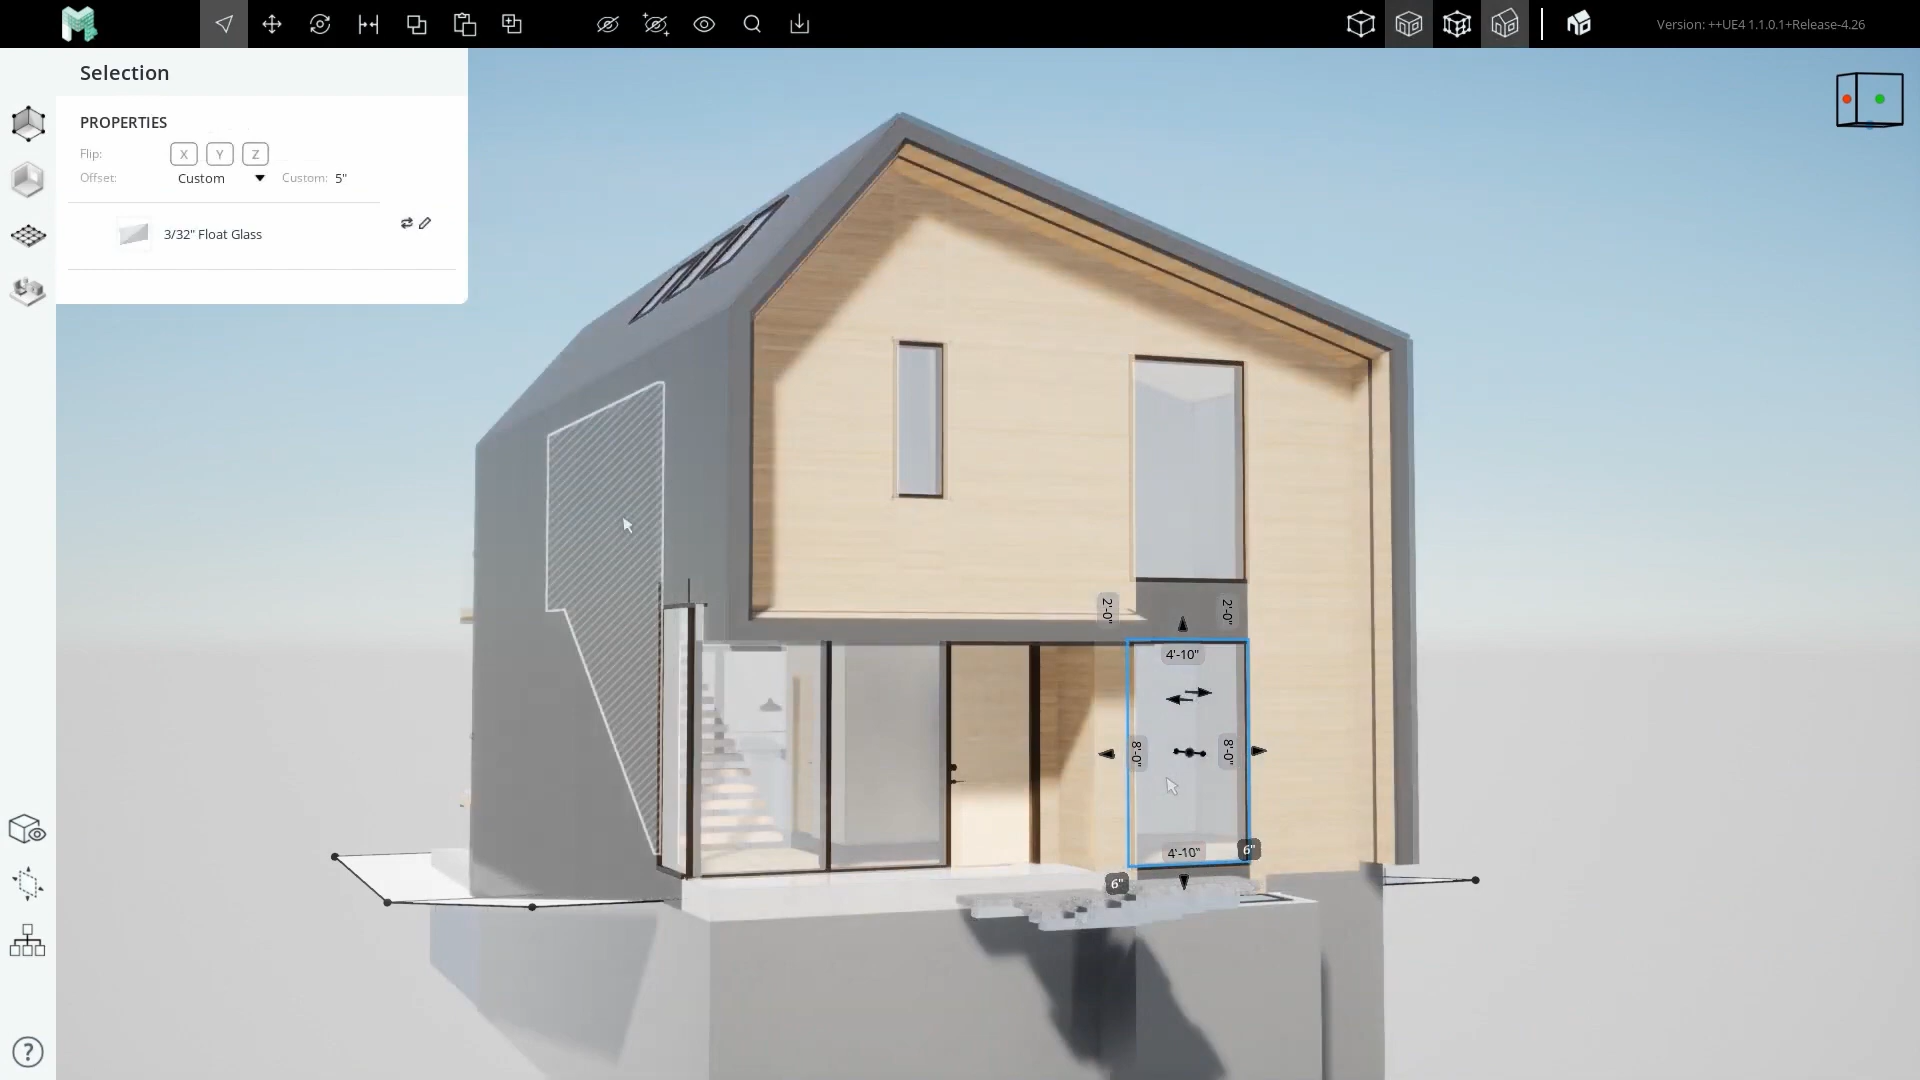 Version: ++UE4 1.1.0.1+Release-4.26
Selection
PROPERTIES
Flip: X Y Z
Offset: Custom Custom: 5"
3/32" Float Glass
2'-0" 2'-0"
4'-10"
8'-0" 8'-0"
4'-10" 6"
6"
?